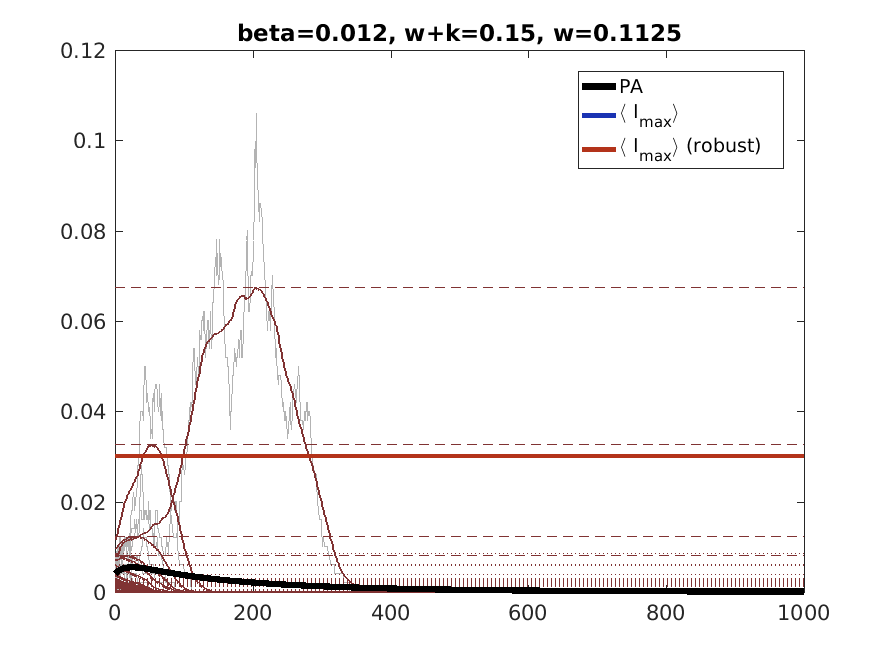 beta=0.012, w+k=0.15, w=0.1125
0.12
0.1
0.08
0.06
0.04
0.02
0
PA
⟨ I_max⟩
⟨ I_max⟩ (robust)
0 200 400 600 800 1000